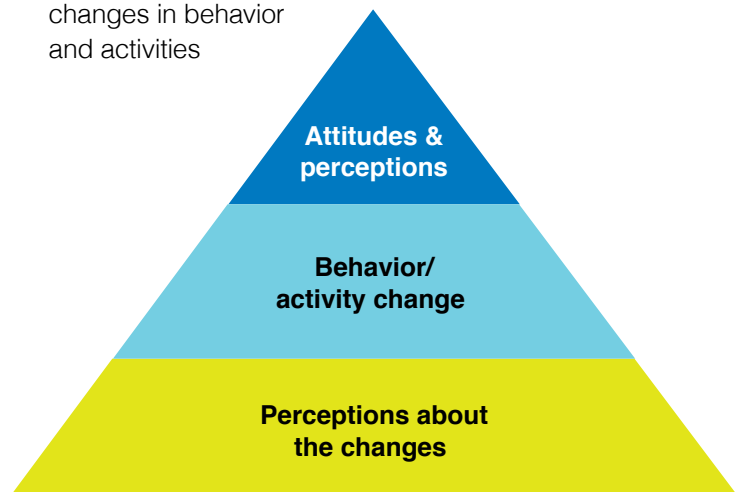 changes in behavior
and activities
Attitudes &
perceptions
Behavior/
activity change
Perceptions about
the changes